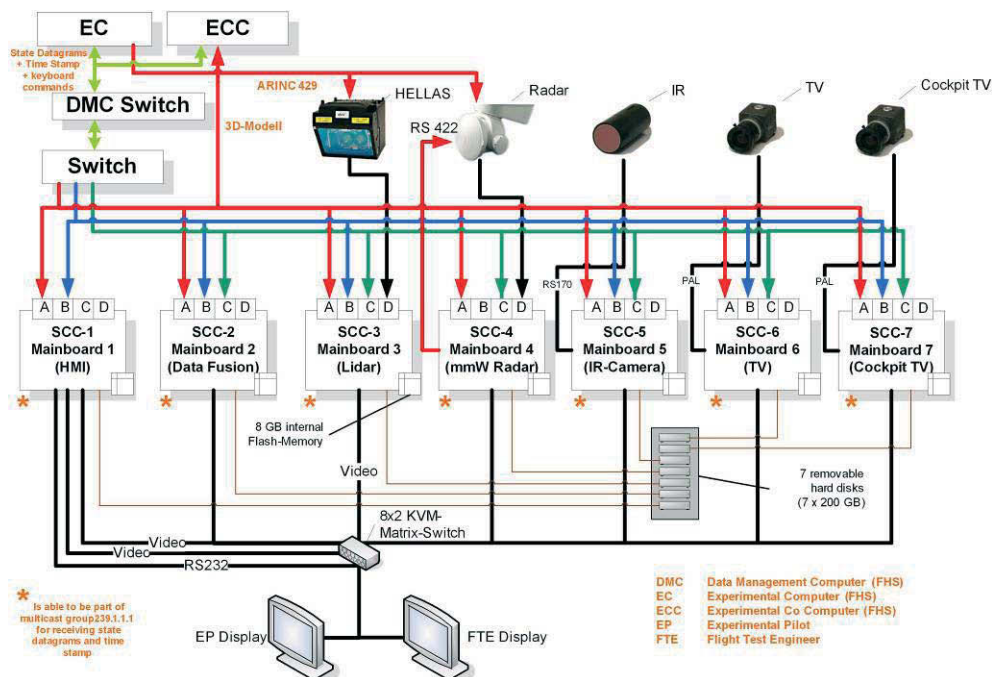 EC
ECC
State Datagrams
+ Time Stamp
+ keyboard
commands
DMC Switch
Switch
3D-Modell
ARINC 429
HELLAS
RS 422
Radar
IR
TV
Cockpit TV
RS170
PAL
PAL
A B C D
SCC-1
Mainboard 1
(HMI)
*
A B C D
SCC-2
Mainboard 2
(Data Fusion)
*
A B C D
SCC-3
Mainboard 3
(Lidar)
*
A B C D
SCC-4
Mainboard 4
(mmW Radar)
*
A B C D
SCC-5
Mainboard 5
(IR-Camera)
*
A B C D
SCC-6
Mainboard 6
(TV)
*
A B C D
SCC-7
Mainboard 7
(Cockpit TV)
*
8 GB internal
Flash-Memory
Video
7 removable
hard disks
(7 x 200 GB)
8x2 KVM-
Matrix-Switch
Video
Video
RS232
*
Is able to be part of
multicast group239.1.1.1
for receiving state
datagrams and time
stamp
EP Display
FTE Display
DMC Data Management Computer (FHS)
EC Experimental Computer (FHS)
ECC Experimental Co Computer (FHS)
EP Experimental Pilot
FTE Flight Test Engineer